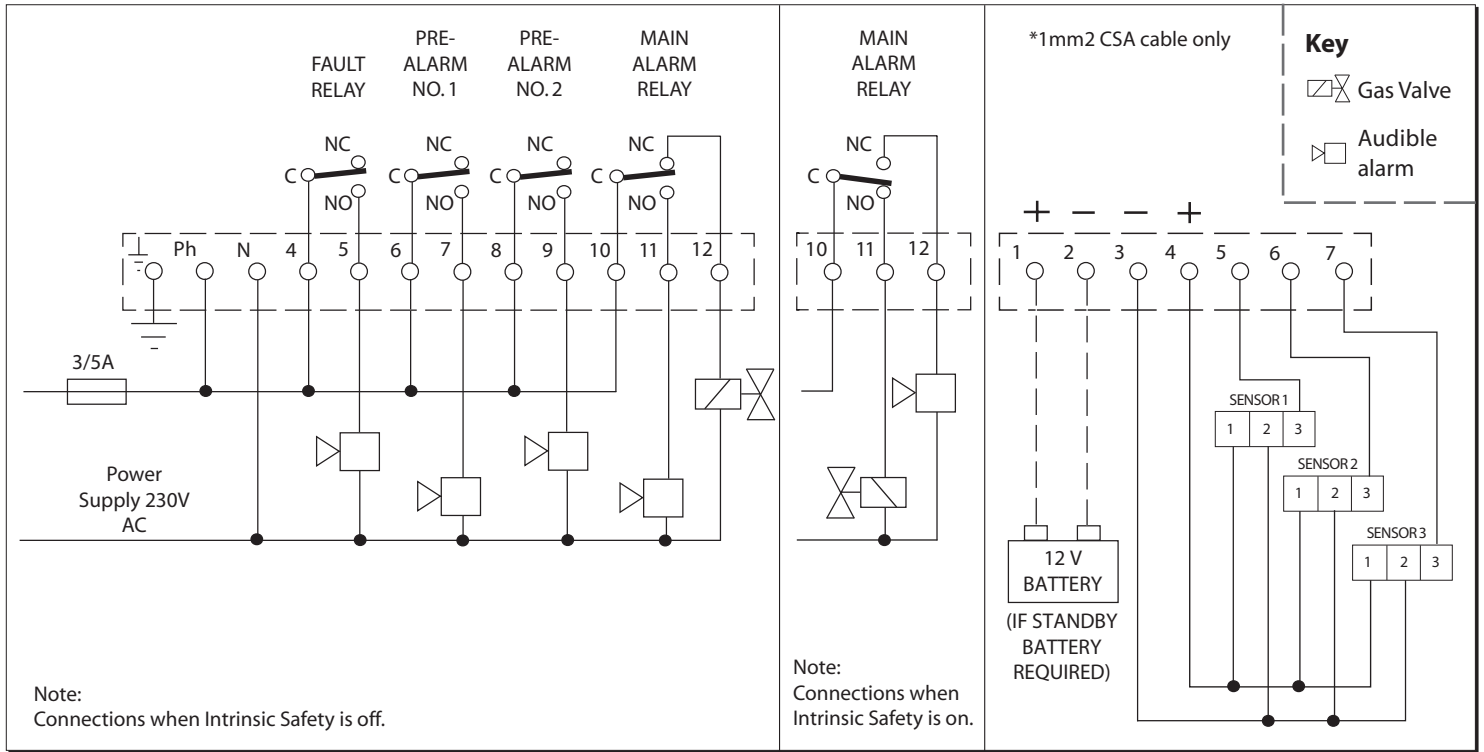 FAULT
RELAY
PRE-
ALARM
NO. 1
PRE-
ALARM
NO. 2
MAIN
ALARM
RELAY
NC
NC
NC
NC
C
C
C
C
NO
NO
NO
NO
Ph N 4 5 6 7 8 9 10 11 12
3/5A
Power
Supply 230V
AC
Note:
Connections when Intrinsic Safety is off.
MAIN
ALARM
RELAY
NC
C
NO
10 11 12
Note:
Connections when
Intrinsic Safety is on.
*1mm2 CSA cable only
Key
Gas Valve
Audible
alarm
+ – – +
1 2 3 4 5 6 7
SENSOR 1
1 2 3
SENSOR 2
1 2 3
SENSOR 3
1 2 3
12 V
BATTERY
(IF STANDBY
BATTERY
REQUIRED)